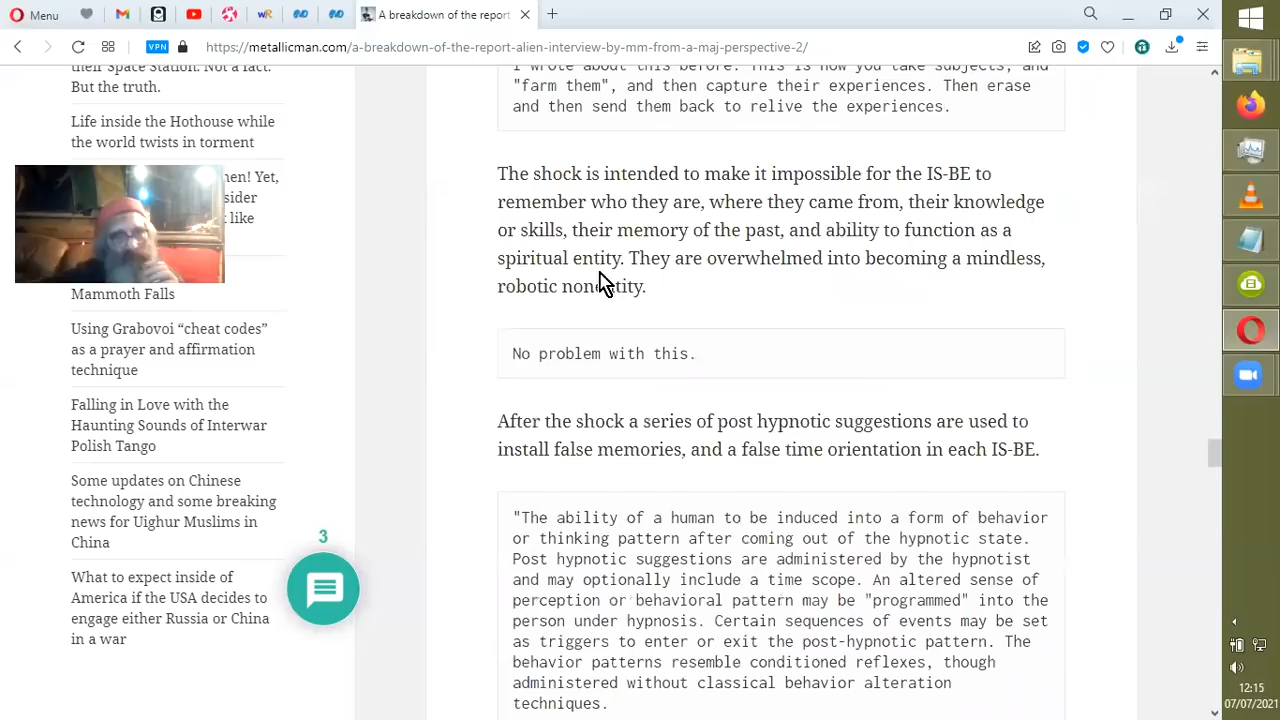 Menu
A breakdown of the report
VPN
https://metallicman.com/a-breakdown-of-the-report-alien-interview-by-mm-from-a-maj-perspective-2/
their Space Station. Not a fact.
But the truth.
Life inside the Hothouse while
the world twists in torment
hen! Yet,
sider
like
Mammoth Falls
Using Grabovoi “cheat codes”
as a prayer and affirmation
technique
Falling in Love with the
Haunting Sounds of Interwar
Polish Tango
Some updates on Chinese
technology and some breaking
news for Uighur Muslims in
China
What to expect inside of
America if the USA decides to
engage either Russia or China
in a war
3
I write about this before. This is how you take subjects, and
"farm them", and then capture their experiences. Then erase
and then send them back to relive the experiences.
The shock is intended to make it impossible for the IS-BE to
remember who they are, where they came from, their knowledge
or skills, their memory of the past, and ability to function as a
spiritual entity. They are overwhelmed into becoming a mindless,
robotic non-entity.
No problem with this.
After the shock a series of post hypnotic suggestions are used to
install false memories, and a false time orientation in each IS-BE.
"The ability of a human to be induced into a form of behavior
or thinking pattern after coming out of the hypnotic state.
Post hypnotic suggestions are administered by the hypnotist
and may optionally include a time scope. An altered sense of
perception or behavioral pattern may be "programmed" into the
person under hypnosis. Certain sequences of events may be set
as triggers to enter or exit the post-hypnotic pattern. The
behavior patterns resemble conditioned reflexes, though
administered without classical behavior alteration
techniques.
12:15
07/07/2021